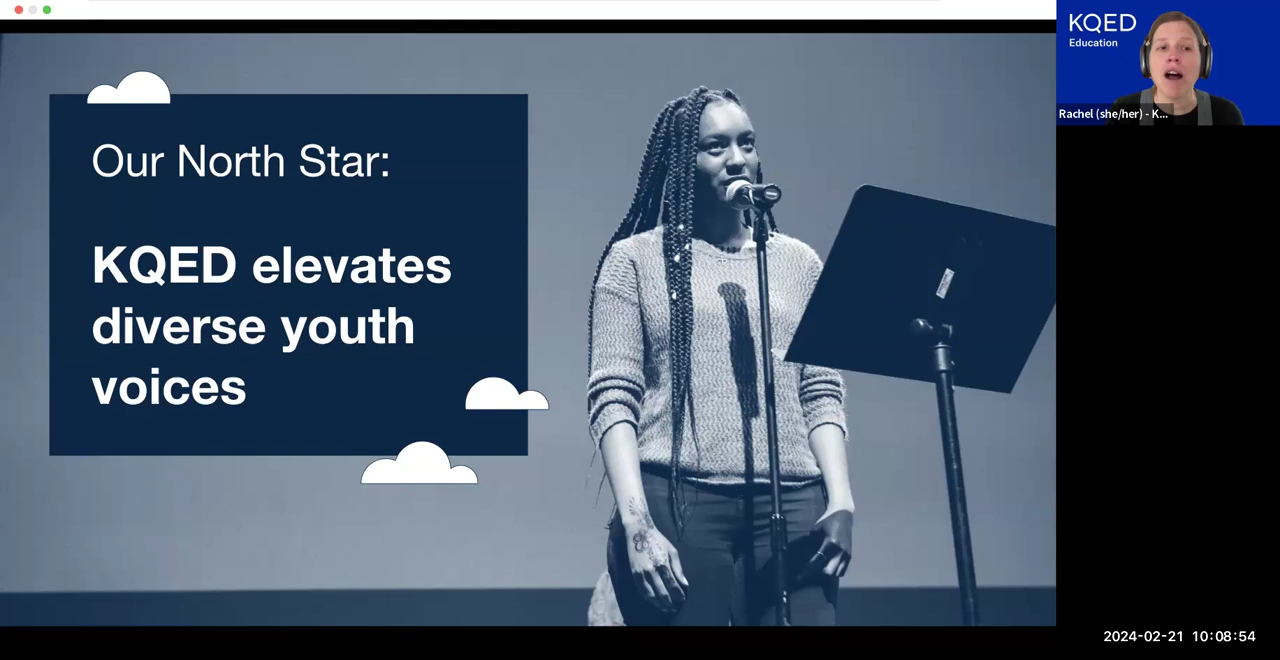 Our North Star:
KQED elevates
diverse youth
voices
KQED
Education
Rachel (she/her) - K...
2024-02-21 10:08:54